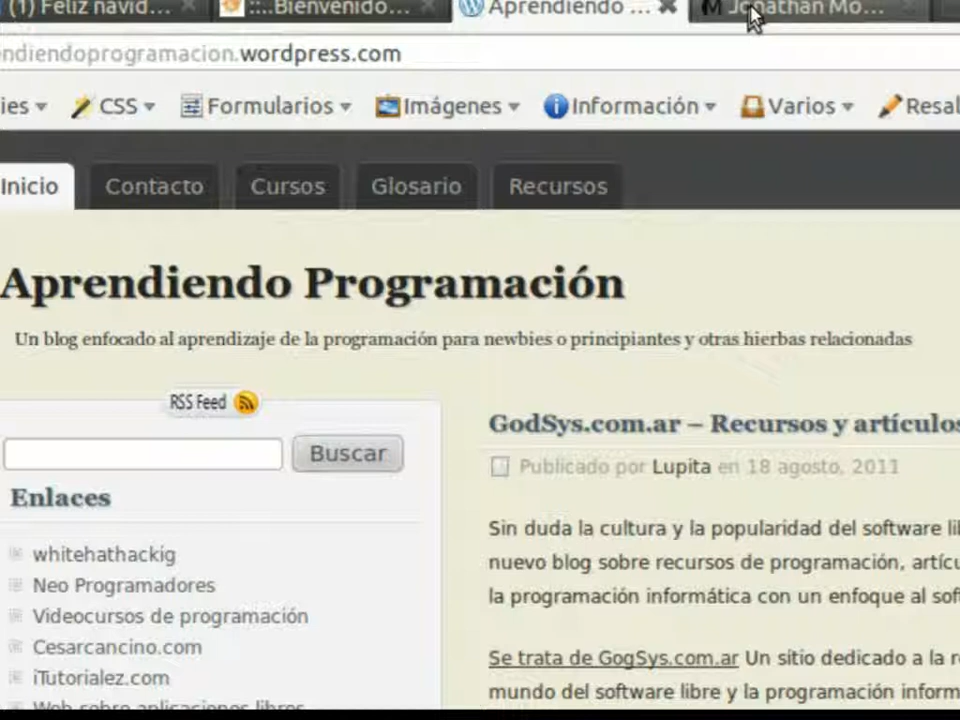 (1) Feliz navid...
::..Bienvenido...
Aprendiendo ...
Jonathan Mo...
ndiendoprogramacion.wordpress.com
ies
CSS
Formularios
Imágenes
Información
Varios
Resal
Inicio
Contacto
Cursos
Glosario
Recursos
Aprendiendo Programación
Un blog enfocado al aprendizaje de la programación para newbies o principiantes y otras hierbas relacionadas
RSS Feed
Buscar
Enlaces
whitehathackig
Neo Programadores
Videocursos de programación
Cesarcancino.com
iTutorialez.com
Web sobre aplicaciones libres
GodSys.com.ar – Recursos y artículos
Publicado por Lupita en 18 agosto, 2011
Sin duda la cultura y la popularidad del software lib
nuevo blog sobre recursos de programación, artícu
la programación informática con un enfoque al soft
Se trata de GogSys.com.ar Un sítio dedicado a la re
mundo del software libre y la programación inform